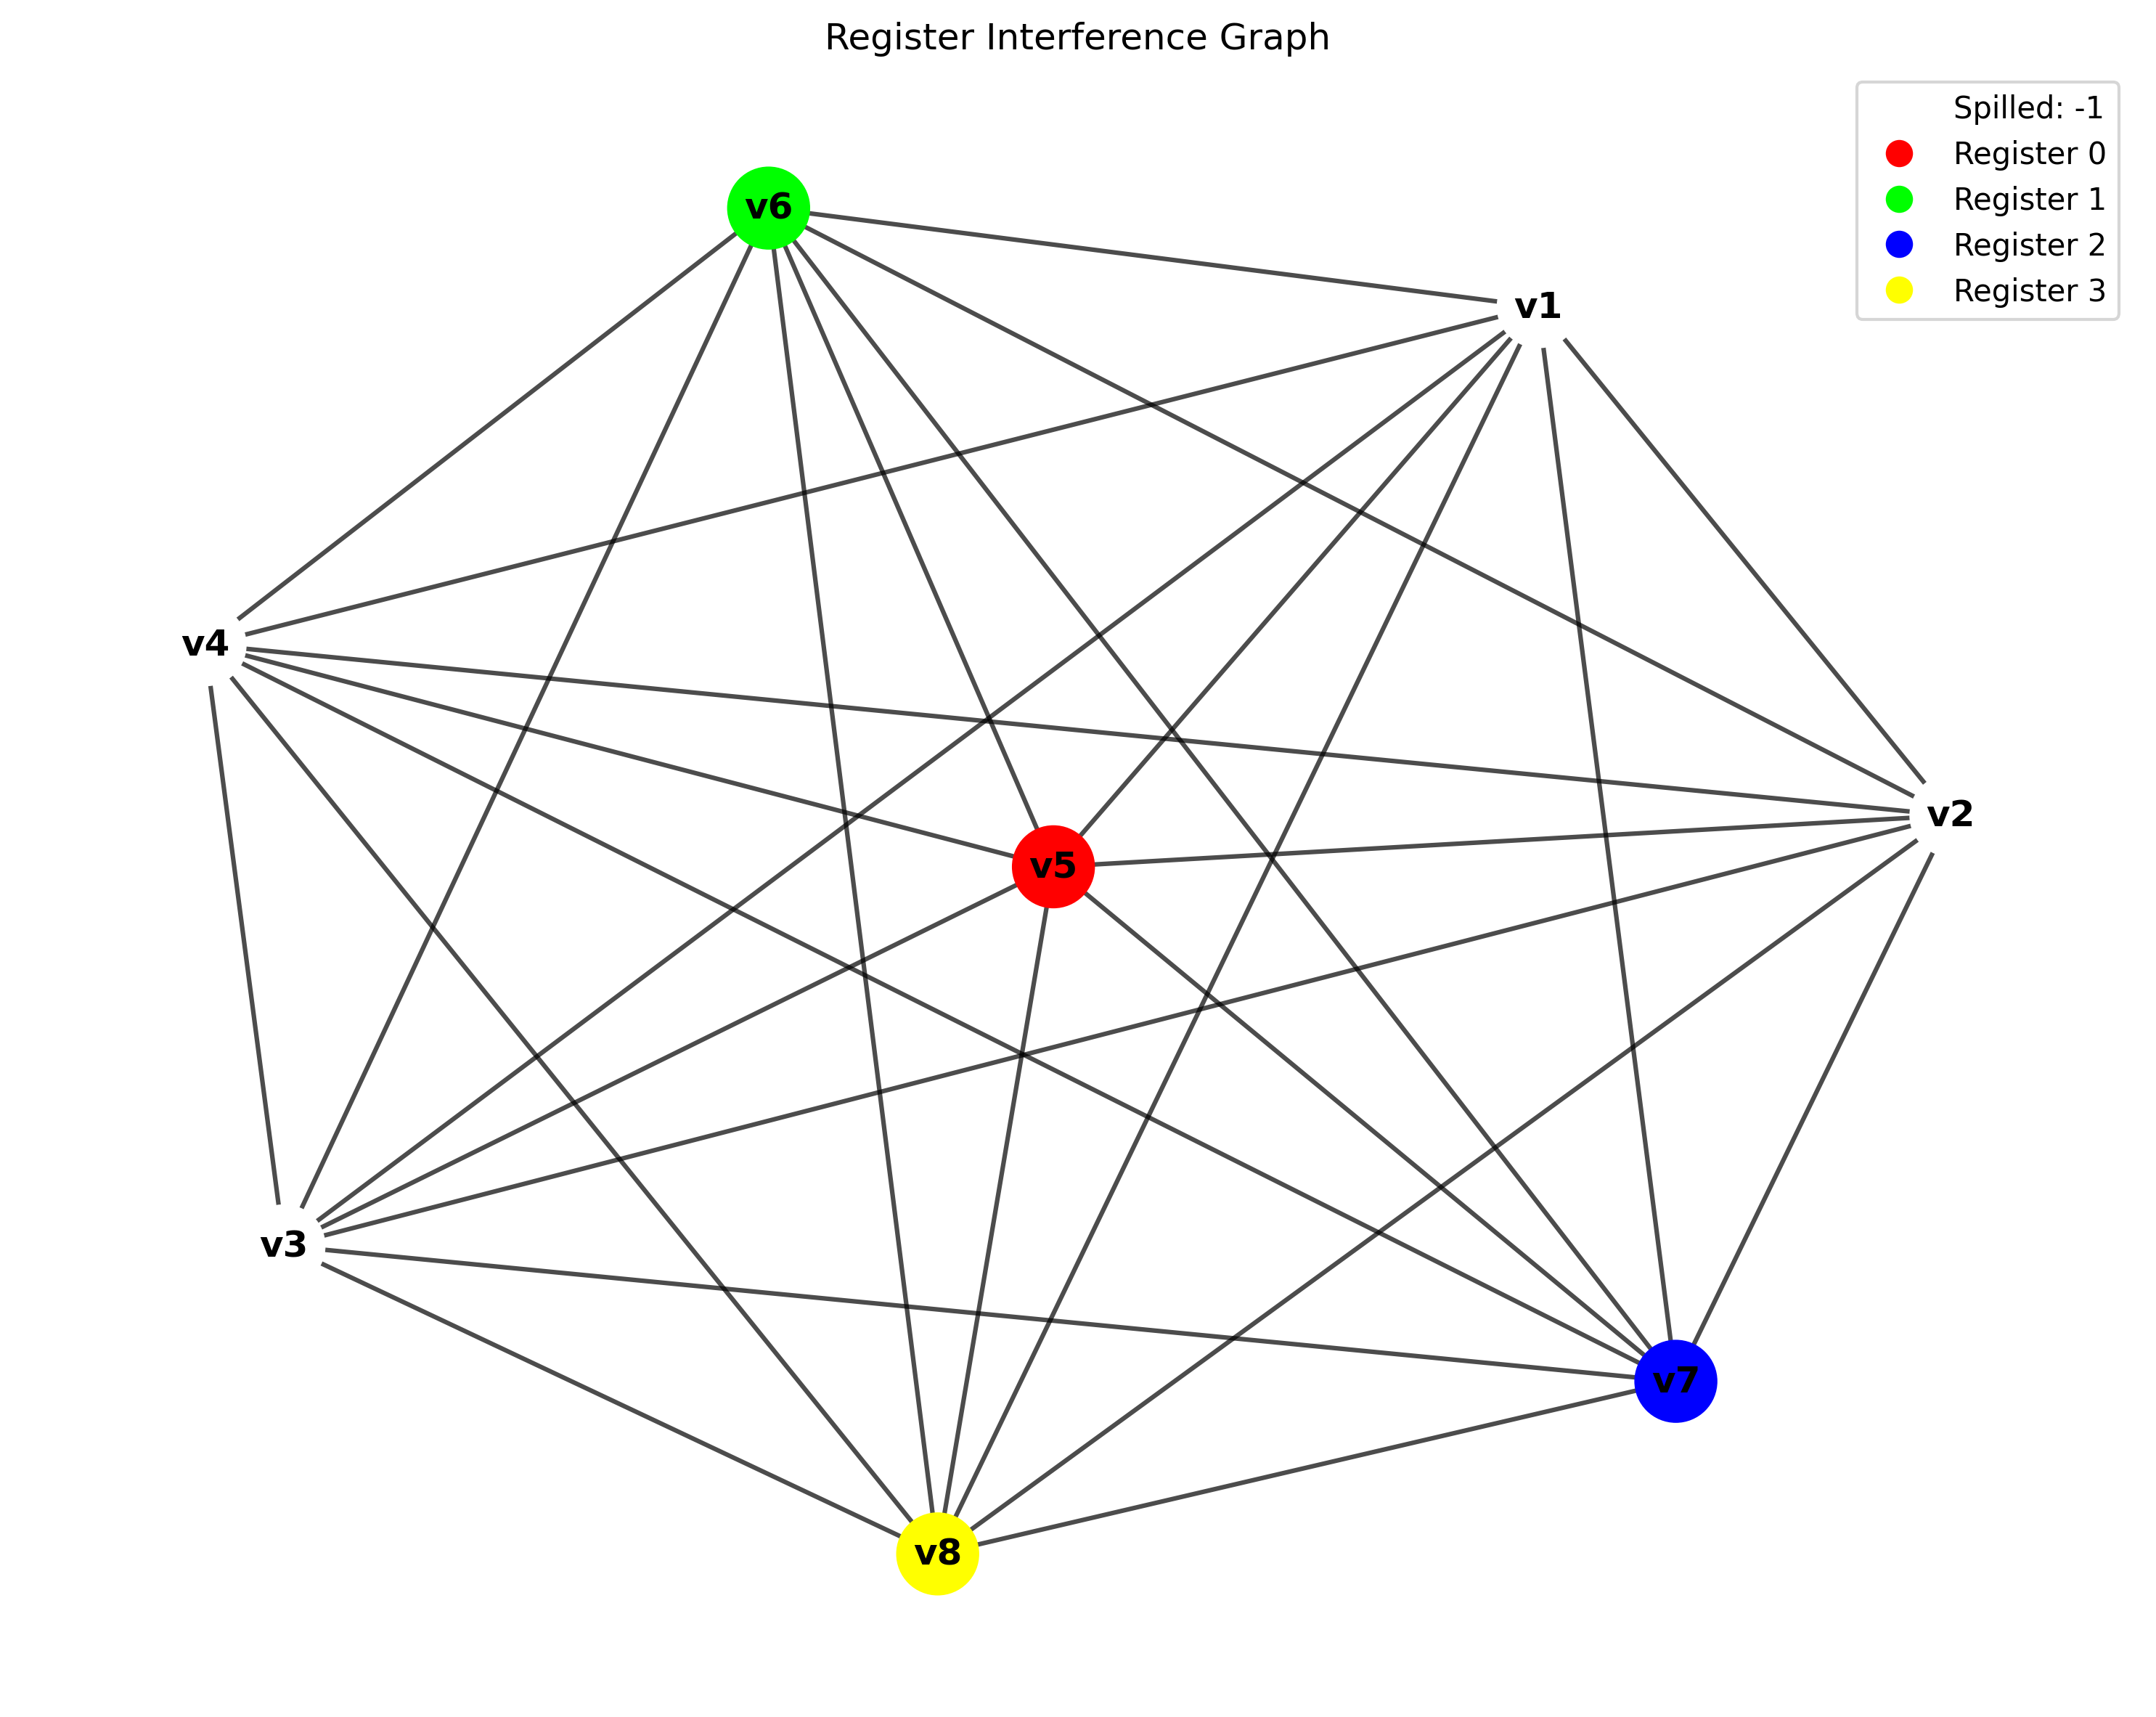 Register Interference Graph
Spilled: -1
Register 0
Register 1
Register 2
Register 3
v6
v1
v4
v2
v5
v3
v7
v8